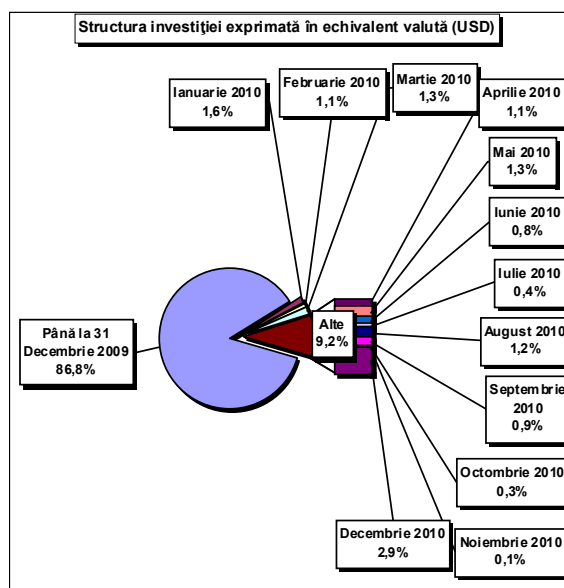 Structura investiţiei exprimată în echivalent valută (USD)
Ianuarie 2010
1,6%
Februarie 2010
1,1%
Martie 2010
1,3%
Aprilie 2010
1,1%
Mai 2010
1,3%
Iunie 2010
0,8%
Iulie 2010
0,4%
August 2010
1,2%
Septembrie
2010
0,9%
Octombrie 2010
0,3%
Noiembrie 2010
0,1%
Decembrie 2010
2,9%
Alte
9,2%
Până la 31
Decembrie 2009
86,8%